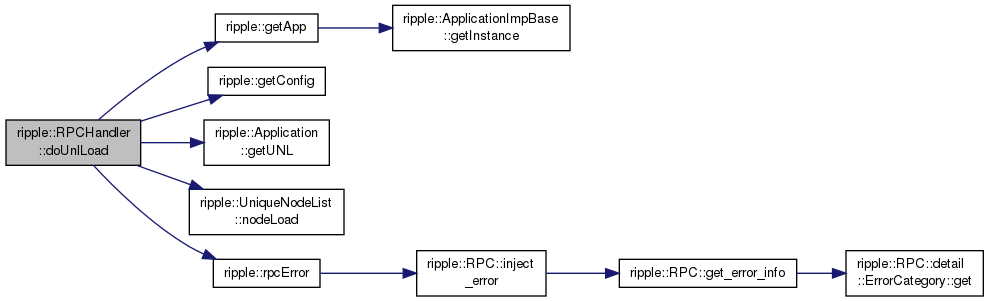 ripple::getApp
ripple::ApplicationImpBase
::getInstance
ripple::getConfig
ripple::RPCHandler
::doUnlLoad
ripple::Application
::getUNL
ripple::UniqueNodeList
::nodeLoad
ripple::rpcError
ripple::RPC::inject
_error
ripple::RPC::get_error_info
ripple::RPC::detail
::ErrorCategory::get